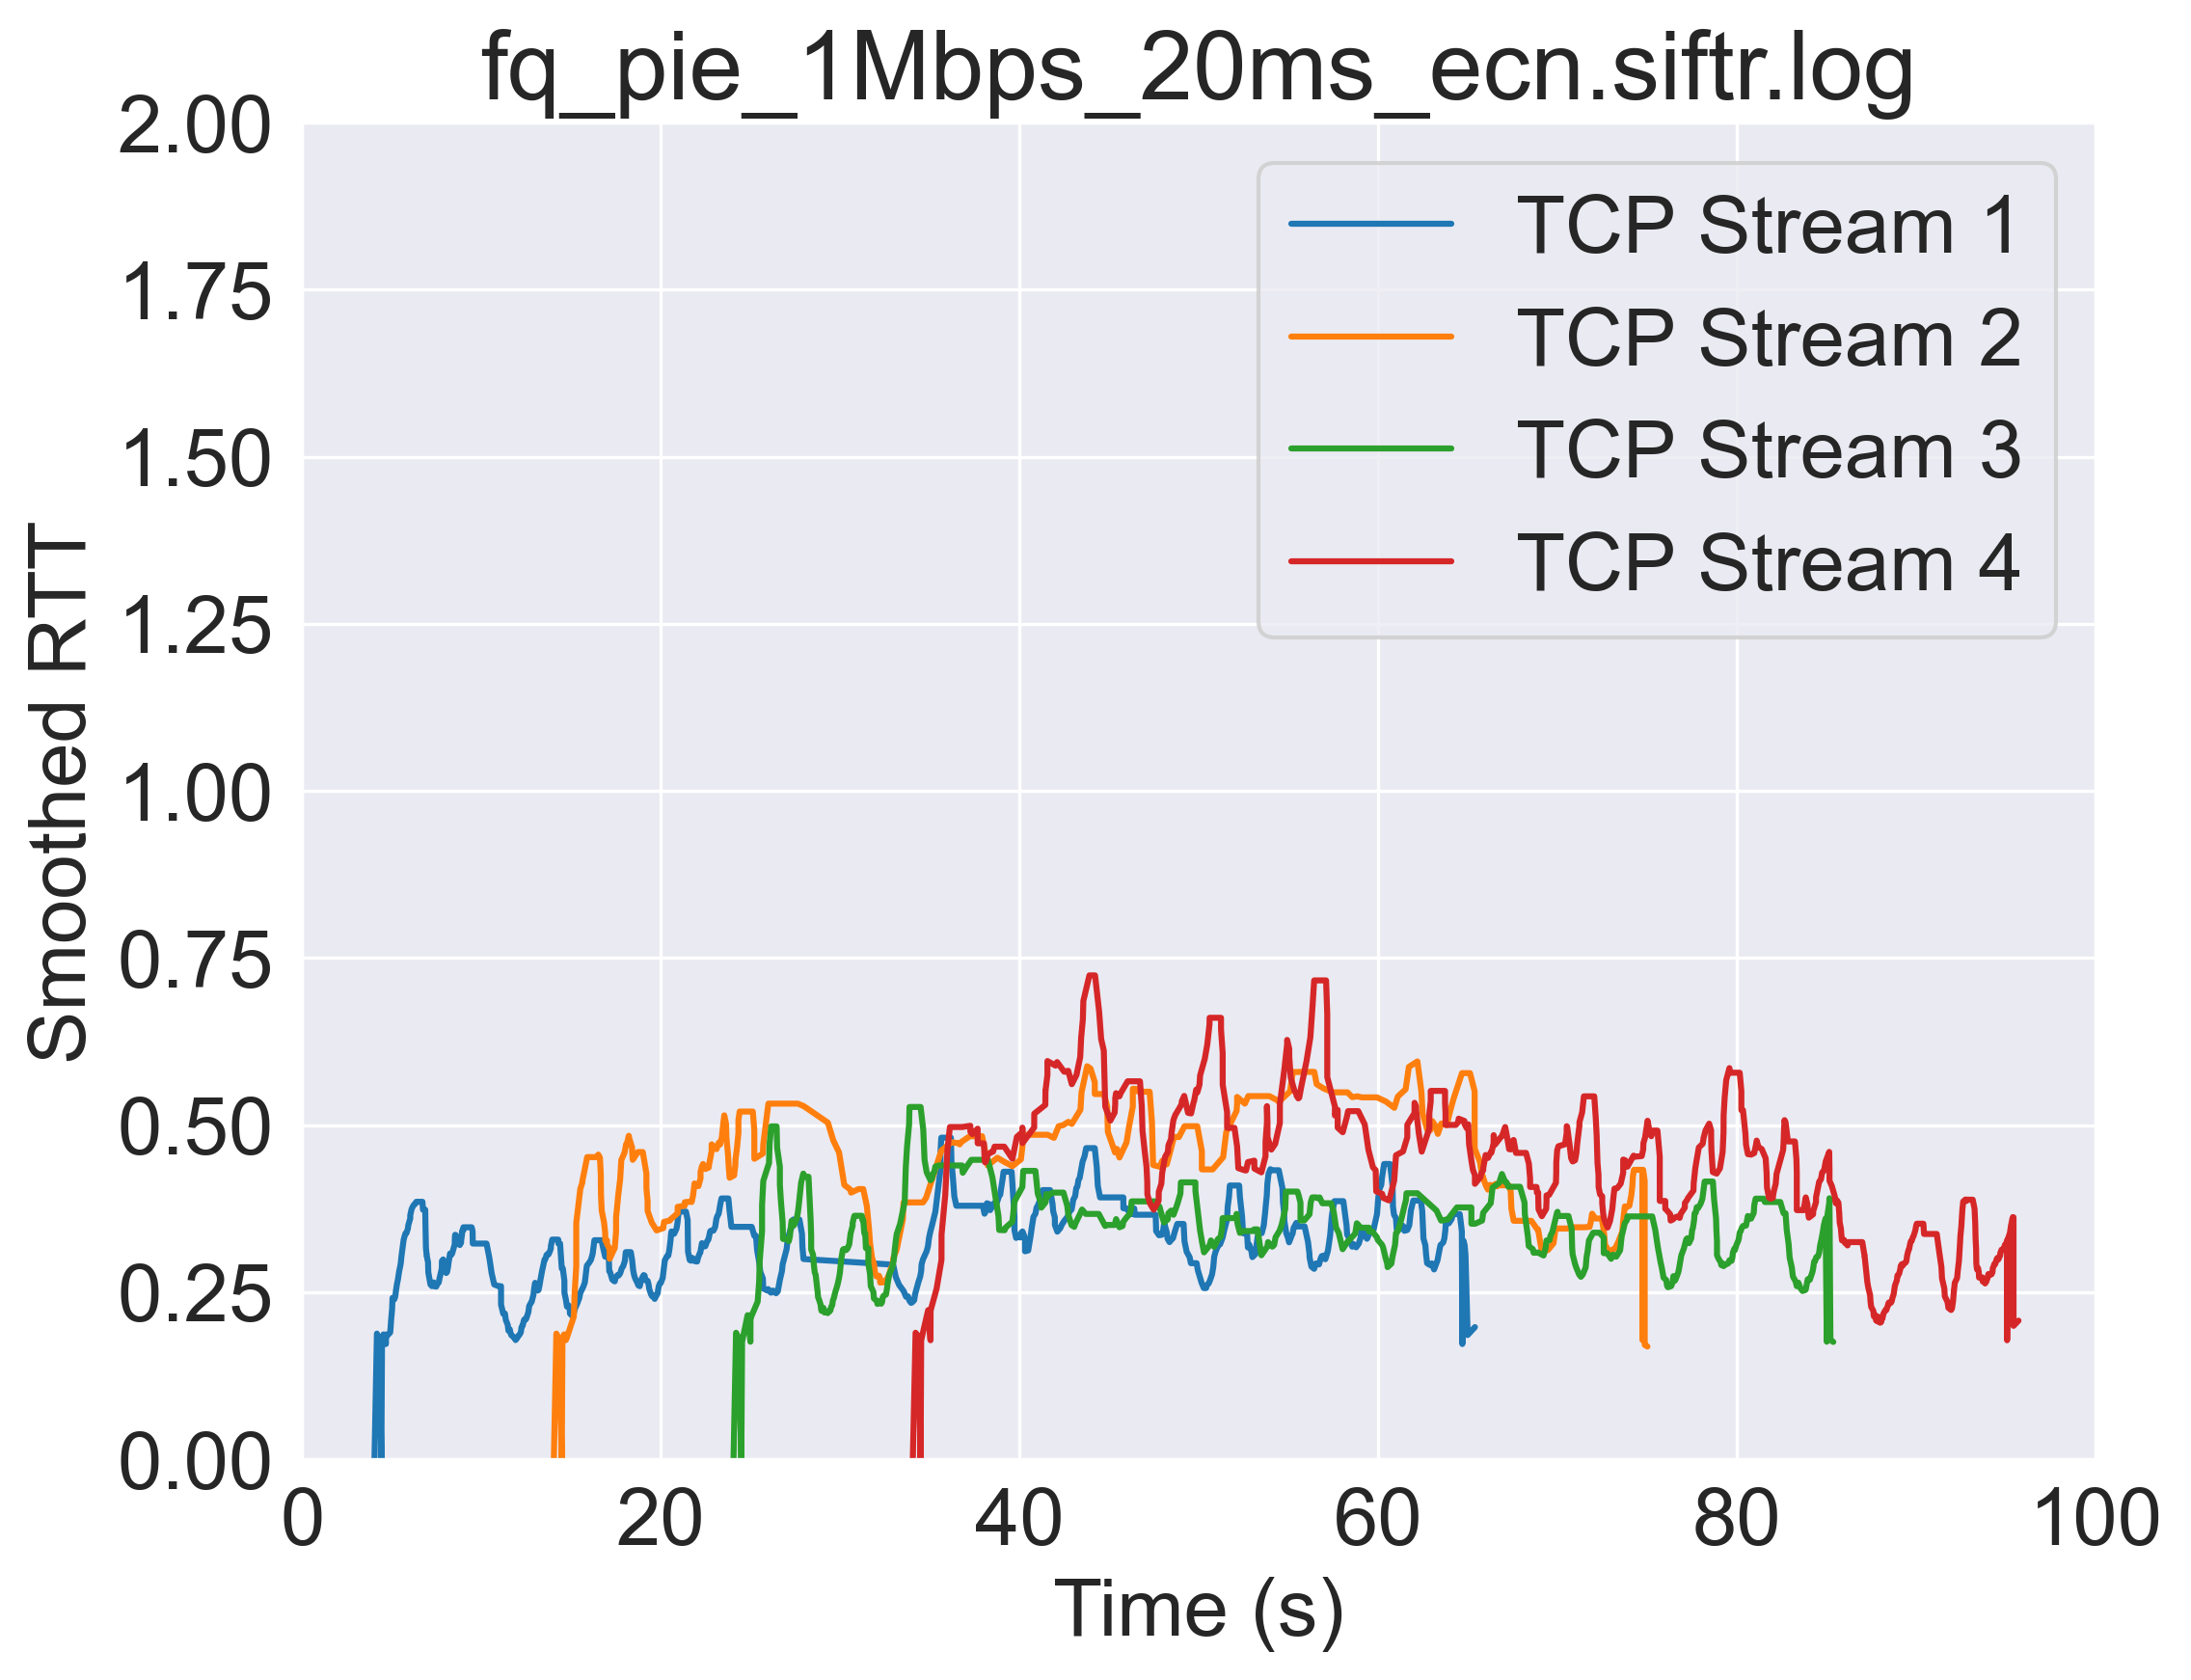 fq_pie_1Mbps_20ms_ecn.siftr.log
2.00
1.75
1.50
1.25
1.00
0.75
0.50
0.25
0.00
Smoothed RTT
TCP Stream 1
TCP Stream 2
TCP Stream 3
TCP Stream 4
0 20 40 60 80 100
Time (s)